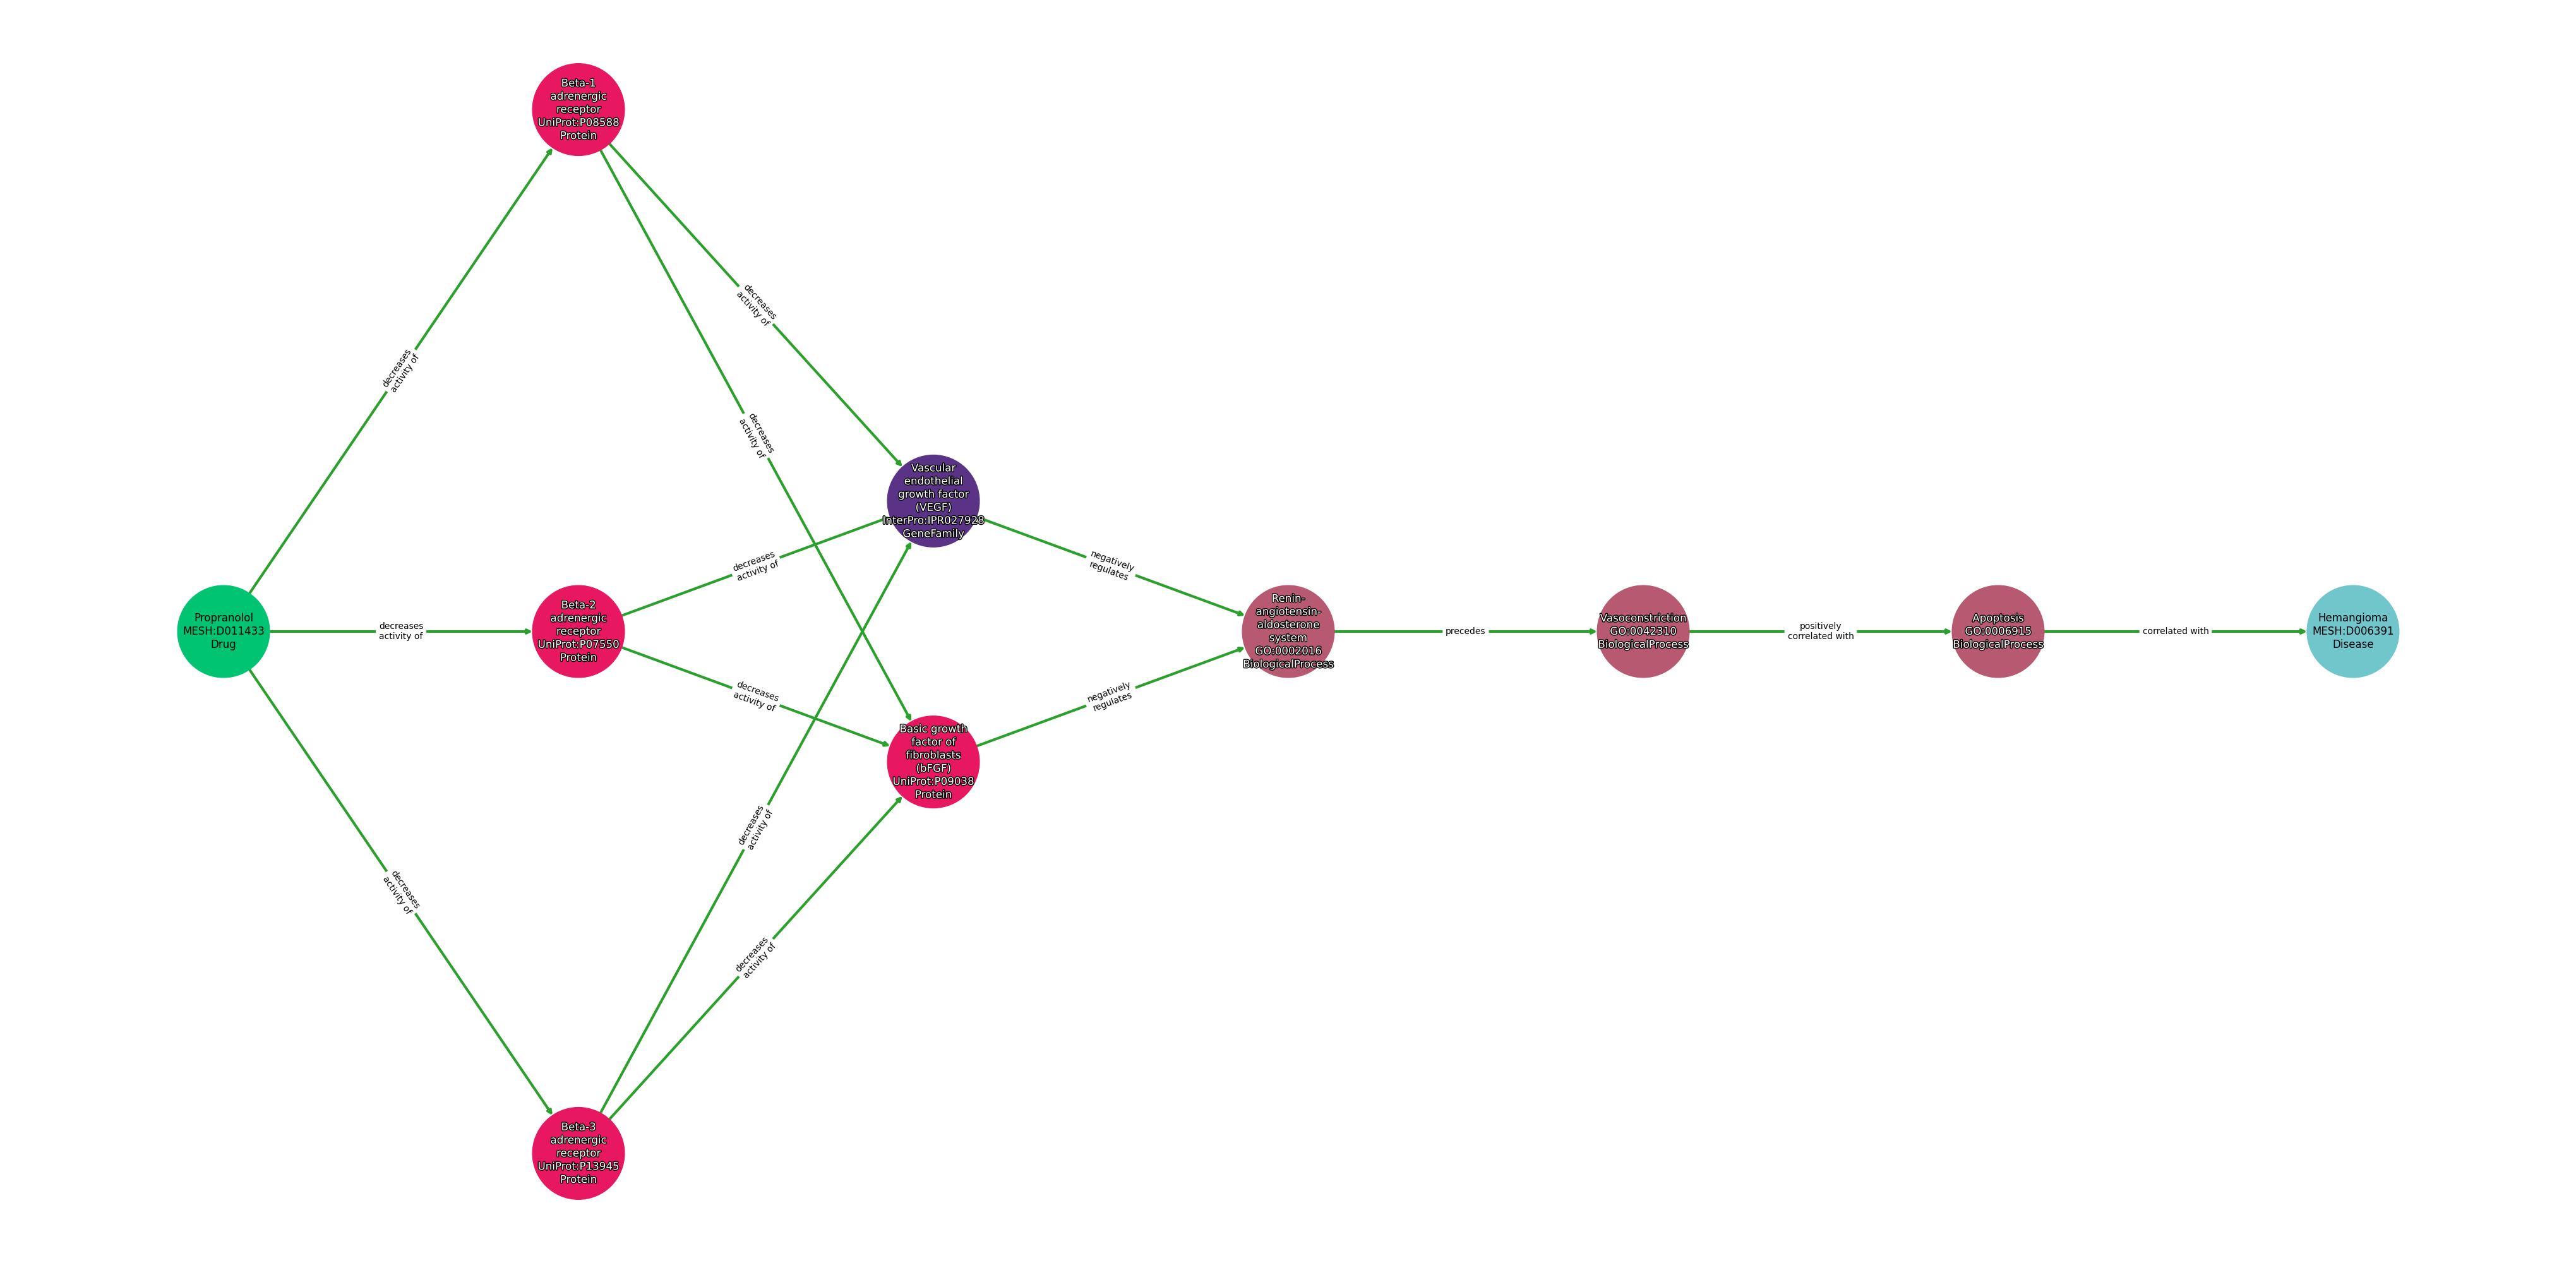 Beta-1
adrenergic
receptor
UniProt:P08588
Protein
decreases
activity of
decreases
activity of
decreases
activity of
Vascular
endothelial
growth factor
(VEGF)
InterPro:IPR027928
GeneFamily
decreases
activity of
negatively
regulates
Propranolol
MESH:D011433
Drug
decreases
activity of
Beta-2
adrenergic
receptor
UniProt:P07550
Protein
Renin-
angiotensin-
aldosterone
system
GO:0002016
BiologicalProcess
precedes
Vasoconstriction
GO:0042310
BiologicalProcess
positively
correlated with
Apoptosis
GO:0006915
BiologicalProcess
correlated with
Hemangioma
MESH:D006391
Disease
decreases
activity of
negatively
regulates
Basic growth
factor of
fibroblasts
(bFGF)
UniProt:P09038
Protein
decreases
activity of
decreases
activity of
decreases
activity of
Beta-3
adrenergic
receptor
UniProt:P13945
Protein